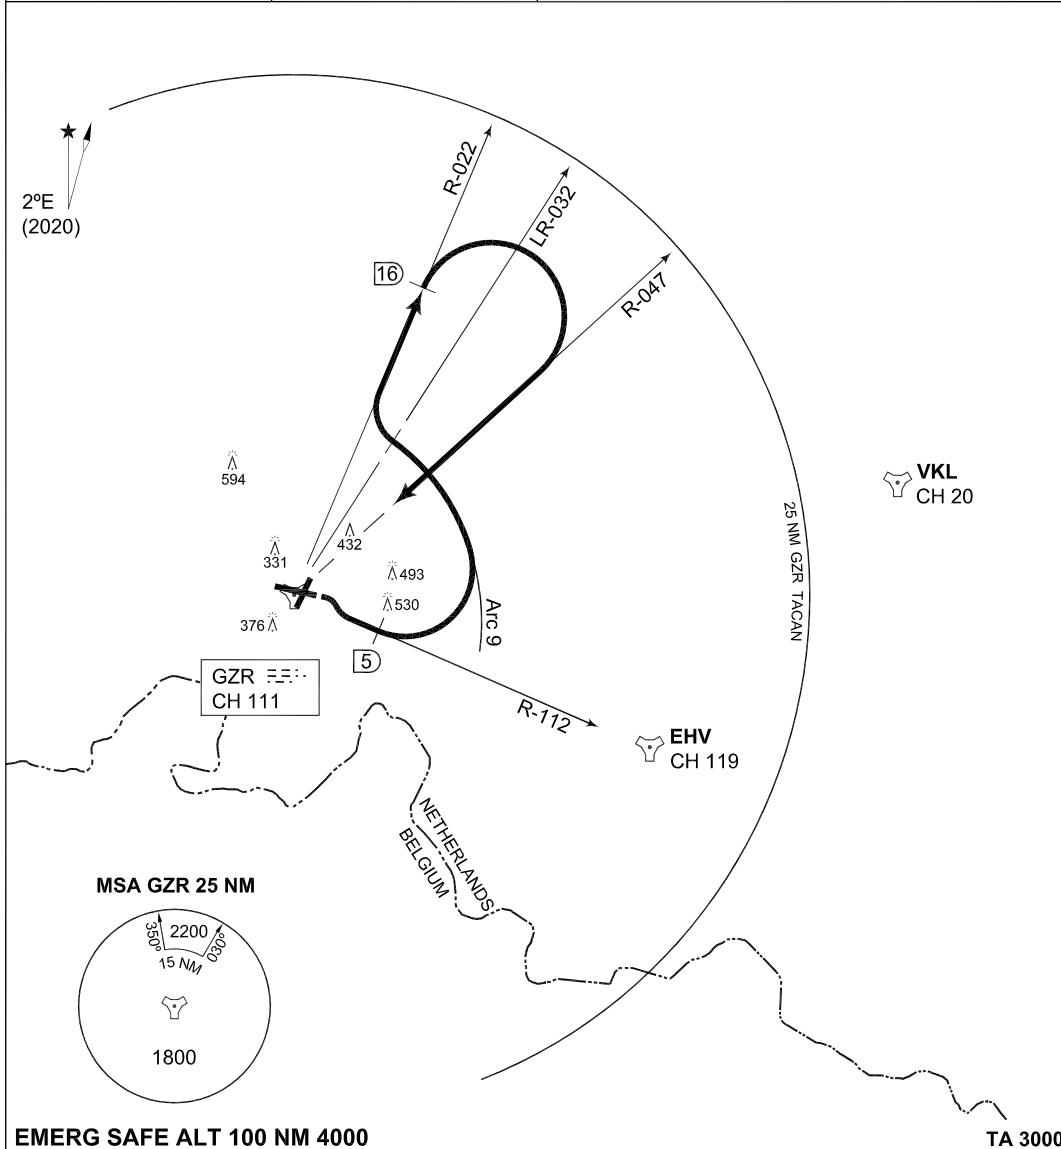 R-022
LR-032
2ºE
(2020)
16
R-047
594
VKL
CH 20
432
331
25 NM GZR TACAN
493
530
376
Arc 9
5
GZR
CH 111
R-112
EHV
CH 119
NETHERLANDS
BELGIUM
MSA GZR 25 NM
350º
2200
030º
15 NM
1800
EMERG SAFE ALT 100 NM 4000
TA 3000